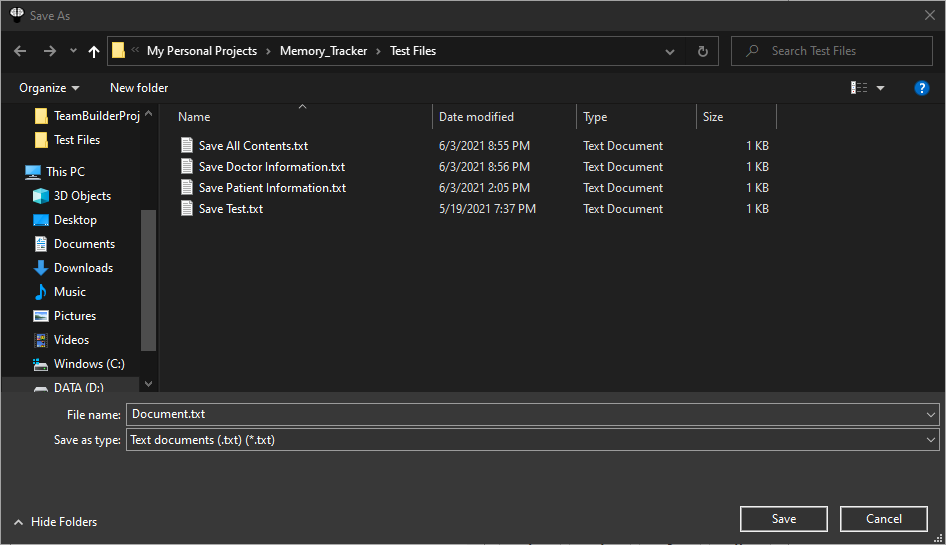 Save As
My Personal Projects > Memory_Tracker > Test Files
Search Test Files
Organize New folder
?
Name Date modified Type Size
TeamBuilderProj
Test Files
This PC
3D Objects
Desktop
Documents
Downloads
Music
Pictures
Videos
Windows (C:)
DATA (D:)
Save All Contents.txt 6/3/2021 8:55 PM Text Document 1 KB
Save Doctor Information.txt 6/3/2021 8:56 PM Text Document 1 KB
Save Patient Information.txt 6/3/2021 2:05 PM Text Document 1 KB
Save Test.txt 5/19/2021 7:37 PM Text Document 1 KB
File name: Document.txt
Save as type: Text documents (.txt) (*.txt)
Hide Folders
Save Cancel